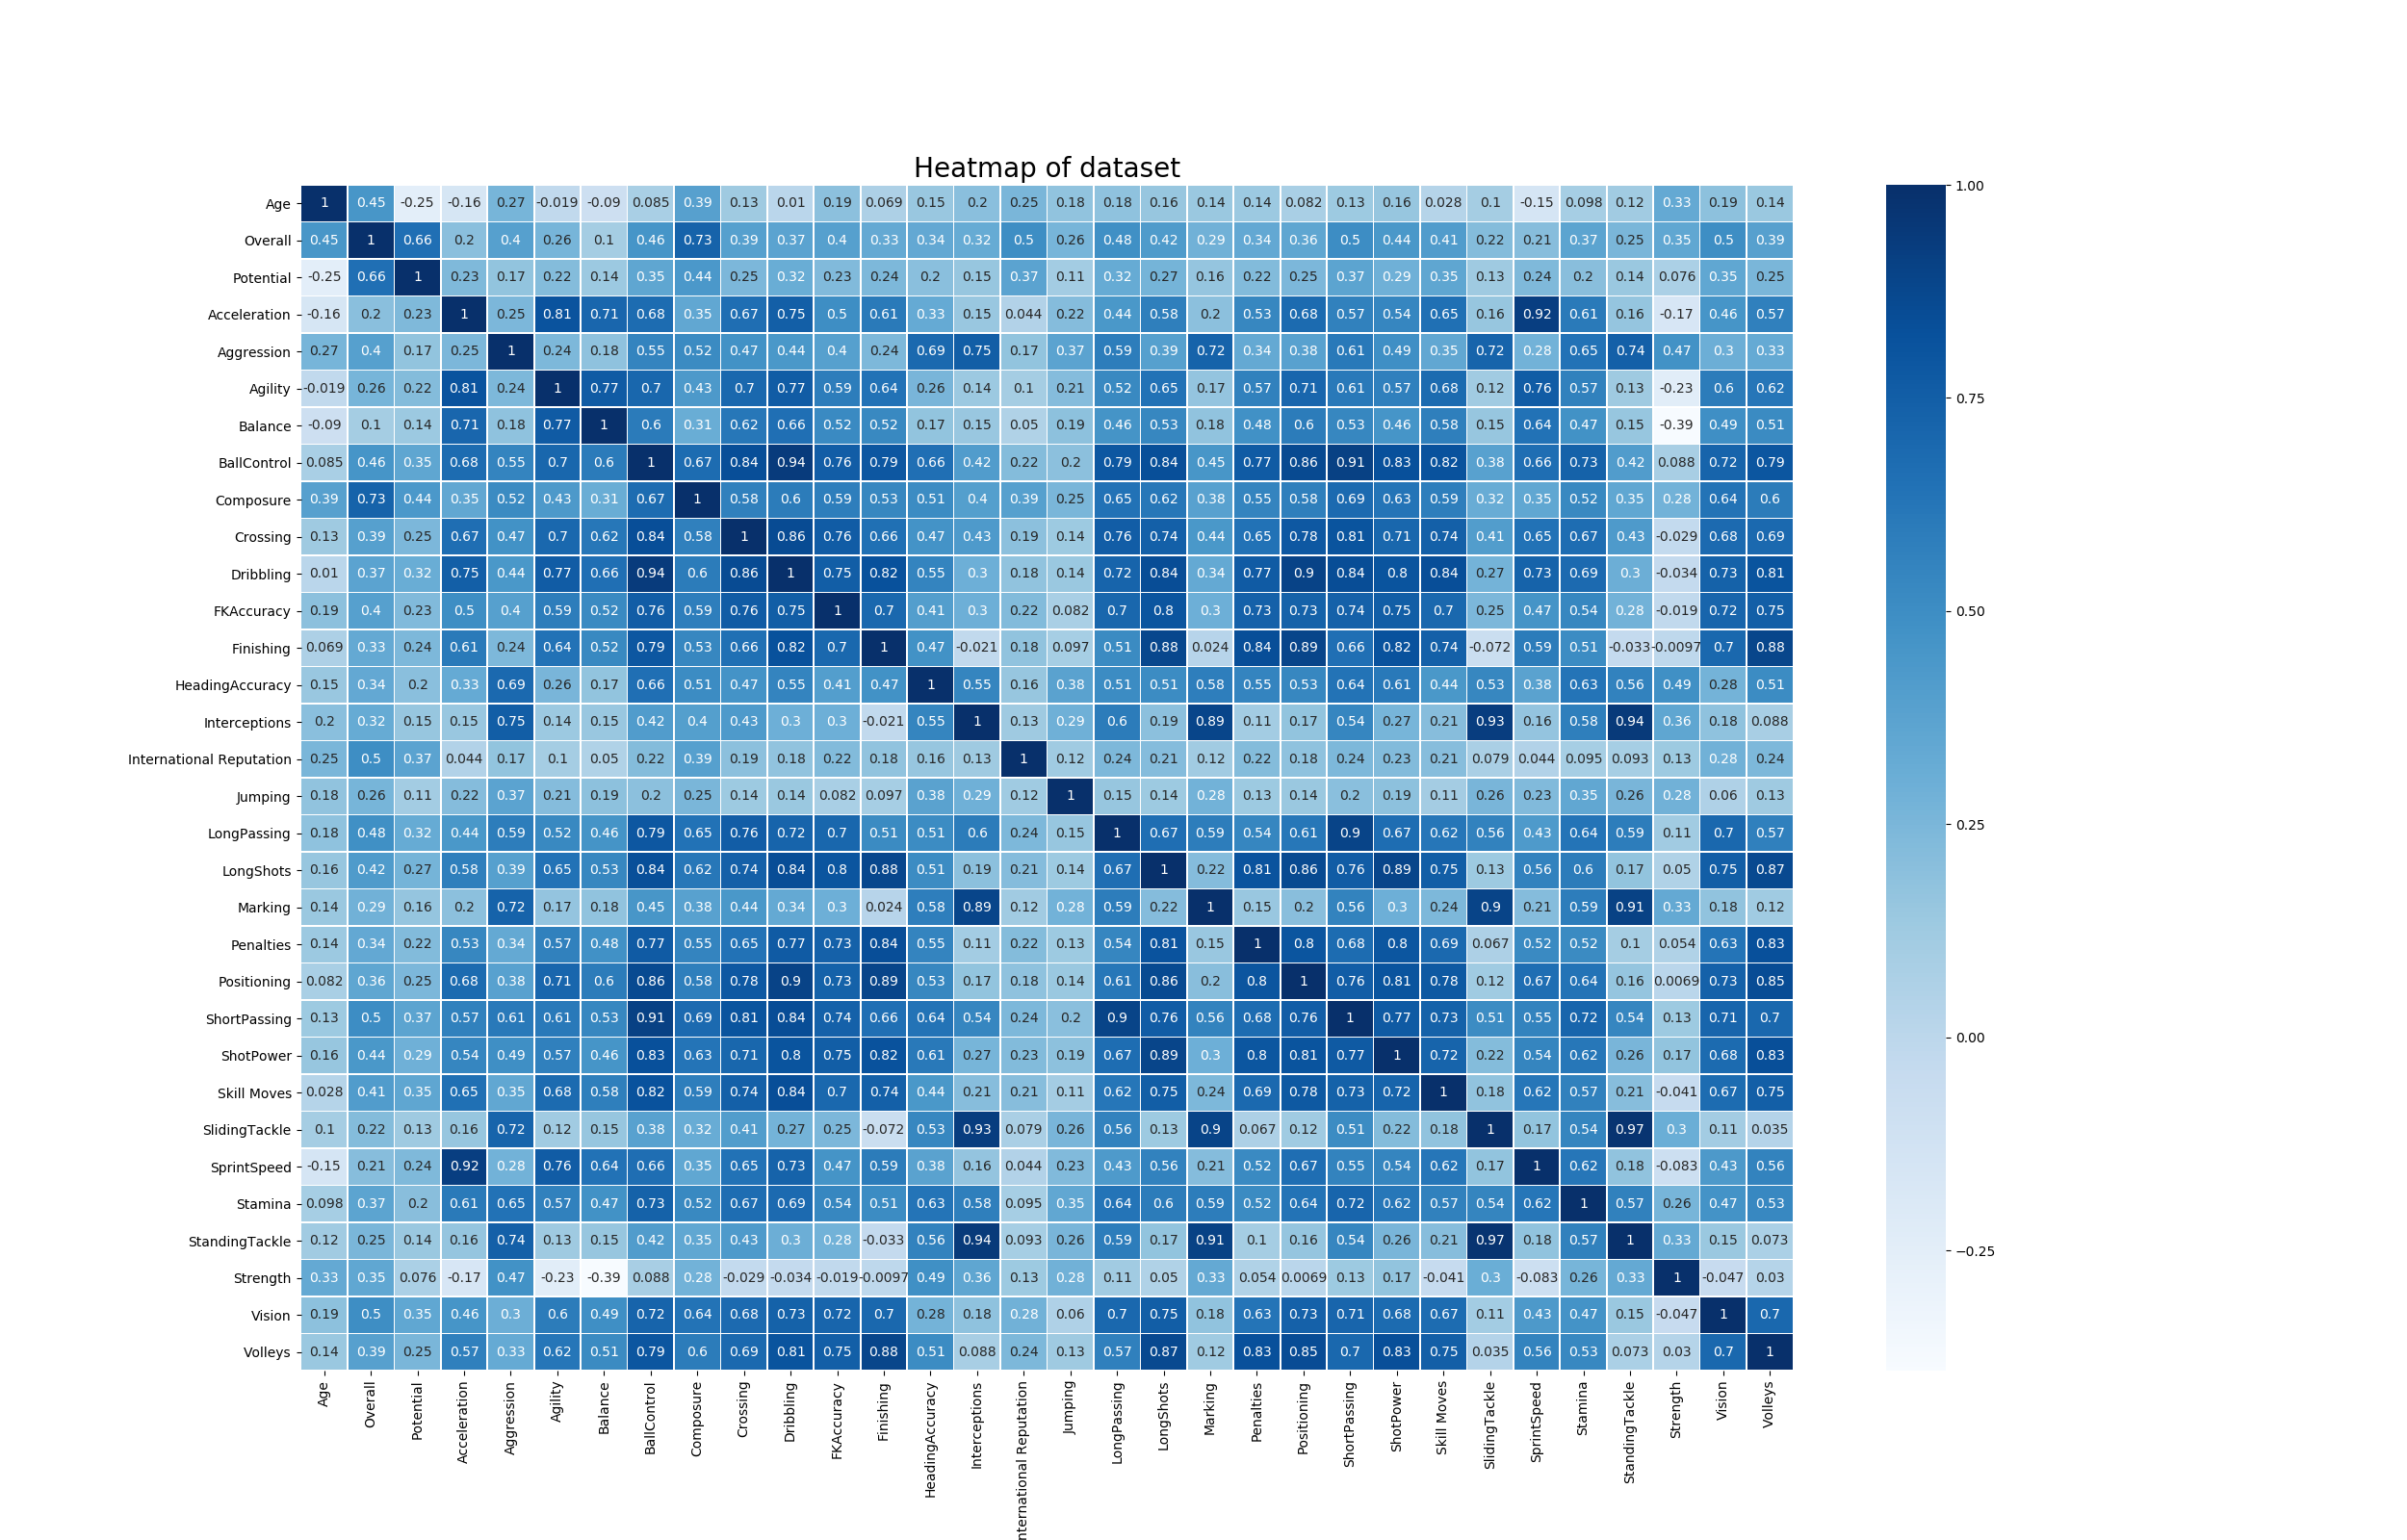 Heatmap of dataset
Age 1 0.45 -0.25 -0.16 0.27 -0.019 -0.09 0.085 0.39 0.13 0.01 0.19 0.069 0.15 0.2 0.25 0.18 0.18 0.16 0.14 0.14 0.082 0.13 0.16 0.028 0.1 -0.15 0.098 0.12 0.33 0.19 0.14
Overall 0.45 1 0.66 0.2 0.4 0.26 0.1 0.46 0.73 0.39 0.37 0.4 0.33 0.34 0.32 0.5 0.26 0.48 0.42 0.29 0.34 0.36 0.5 0.44 0.41 0.22 0.21 0.37 0.25 0.35 0.5 0.39
Potential -0.25 0.66 1 0.23 0.17 0.22 0.14 0.35 0.44 0.25 0.32 0.23 0.24 0.2 0.15 0.37 0.11 0.32 0.27 0.16 0.22 0.25 0.37 0.29 0.35 0.13 0.24 0.2 0.14 0.076 0.35 0.25
Acceleration -0.16 0.2 0.23 1 0.25 0.81 0.71 0.68 0.35 0.67 0.75 0.5 0.61 0.33 0.15 0.044 0.22 0.44 0.58 0.2 0.53 0.68 0.57 0.54 0.65 0.16 0.92 0.61 0.16 -0.17 0.46 0.57
Aggression 0.27 0.4 0.17 0.25 1 0.24 0.18 0.55 0.52 0.47 0.44 0.4 0.24 0.69 0.75 0.17 0.37 0.59 0.39 0.72 0.34 0.38 0.61 0.49 0.35 0.72 0.28 0.65 0.74 0.47 0.3 0.33
Agility -0.019 0.26 0.22 0.81 0.24 1 0.77 0.7 0.43 0.7 0.77 0.59 0.64 0.26 0.14 0.1 0.21 0.52 0.65 0.17 0.57 0.71 0.61 0.57 0.68 0.12 0.76 0.57 0.13 -0.23 0.6 0.62
Balance -0.09 0.1 0.14 0.71 0.18 0.77 1 0.6 0.31 0.62 0.66 0.52 0.52 0.17 0.15 0.05 0.19 0.46 0.53 0.18 0.48 0.6 0.53 0.46 0.58 0.15 0.64 0.47 0.15 -0.39 0.49 0.51
BallControl 0.085 0.46 0.35 0.68 0.55 0.7 0.6 1 0.67 0.84 0.94 0.76 0.79 0.66 0.42 0.22 0.2 0.79 0.84 0.45 0.77 0.86 0.91 0.83 0.82 0.38 0.66 0.73 0.42 0.088 0.72 0.79
Composure 0.39 0.73 0.44 0.35 0.52 0.43 0.31 0.67 1 0.58 0.6 0.59 0.53 0.51 0.4 0.39 0.25 0.65 0.62 0.38 0.55 0.58 0.69 0.63 0.59 0.32 0.35 0.52 0.35 0.28 0.64 0.6
Crossing 0.13 0.39 0.25 0.67 0.47 0.7 0.62 0.84 0.58 1 0.86 0.76 0.66 0.47 0.43 0.19 0.14 0.76 0.74 0.44 0.65 0.78 0.81 0.71 0.74 0.41 0.65 0.67 0.43 -0.029 0.68 0.69
Dribbling 0.01 0.37 0.32 0.75 0.44 0.77 0.66 0.94 0.6 0.86 1 0.75 0.82 0.55 0.3 0.18 0.14 0.72 0.84 0.34 0.77 0.9 0.84 0.8 0.84 0.27 0.73 0.69 0.3 -0.034 0.73 0.81
FKAccuracy 0.19 0.4 0.23 0.5 0.4 0.59 0.52 0.76 0.59 0.76 0.75 1 0.7 0.41 0.3 0.22 0.082 0.7 0.8 0.3 0.73 0.73 0.74 0.75 0.7 0.25 0.47 0.54 0.28 -0.019 0.72 0.75
Finishing 0.069 0.33 0.24 0.61 0.24 0.64 0.52 0.79 0.53 0.66 0.82 0.7 1 0.47 -0.021 0.18 0.097 0.51 0.88 0.024 0.84 0.89 0.66 0.82 0.74 -0.072 0.59 0.51 -0.033 -0.0097 0.7 0.88
HeadingAccuracy 0.15 0.34 0.2 0.33 0.69 0.26 0.17 0.66 0.51 0.47 0.55 0.41 0.47 1 0.55 0.16 0.38 0.51 0.51 0.58 0.55 0.53 0.64 0.61 0.44 0.53 0.38 0.63 0.56 0.49 0.28 0.51
Interceptions 0.2 0.32 0.15 0.15 0.75 0.14 0.15 0.42 0.4 0.43 0.3 0.3 -0.021 0.55 1 0.13 0.29 0.6 0.19 0.89 0.11 0.17 0.54 0.27 0.21 0.93 0.16 0.58 0.94 0.36 0.18 0.088
International Reputation 0.25 0.5 0.37 0.044 0.17 0.1 0.05 0.22 0.39 0.19 0.18 0.22 0.18 0.16 0.13 1 0.12 0.24 0.21 0.12 0.22 0.18 0.24 0.23 0.21 0.079 0.044 0.095 0.093 0.13 0.28 0.24
Jumping 0.18 0.26 0.11 0.22 0.37 0.21 0.19 0.2 0.25 0.14 0.14 0.082 0.097 0.38 0.29 0.12 1 0.15 0.14 0.28 0.13 0.14 0.2 0.19 0.11 0.26 0.23 0.35 0.26 0.28 0.06 0.13
LongPassing 0.18 0.48 0.32 0.44 0.59 0.52 0.46 0.79 0.65 0.76 0.72 0.7 0.51 0.51 0.6 0.24 0.15 1 0.67 0.59 0.54 0.61 0.9 0.67 0.62 0.56 0.43 0.64 0.59 0.11 0.7 0.57
LongShots 0.16 0.42 0.27 0.58 0.39 0.65 0.53 0.84 0.62 0.74 0.84 0.8 0.88 0.51 0.19 0.21 0.14 0.67 1 0.22 0.81 0.86 0.76 0.89 0.75 0.13 0.56 0.6 0.17 0.05 0.75 0.87
Marking 0.14 0.29 0.16 0.2 0.72 0.17 0.18 0.45 0.38 0.44 0.34 0.3 0.024 0.58 0.89 0.12 0.28 0.59 0.22 1 0.15 0.2 0.56 0.3 0.24 0.9 0.21 0.59 0.91 0.33 0.18 0.12
Penalties 0.14 0.34 0.22 0.53 0.34 0.57 0.48 0.77 0.55 0.65 0.77 0.73 0.84 0.55 0.11 0.22 0.13 0.54 0.81 0.15 1 0.8 0.68 0.8 0.69 0.067 0.52 0.52 0.1 0.054 0.63 0.83
Positioning 0.082 0.36 0.25 0.68 0.38 0.71 0.6 0.86 0.58 0.78 0.9 0.73 0.89 0.53 0.17 0.18 0.14 0.61 0.86 0.2 0.8 1 0.76 0.81 0.78 0.12 0.67 0.64 0.16 0.0069 0.73 0.85
ShortPassing 0.13 0.5 0.37 0.57 0.61 0.61 0.53 0.91 0.69 0.81 0.84 0.74 0.66 0.64 0.54 0.24 0.2 0.9 0.76 0.56 0.68 0.76 1 0.77 0.73 0.51 0.55 0.72 0.54 0.13 0.71 0.7
ShotPower 0.16 0.44 0.29 0.54 0.49 0.57 0.46 0.83 0.63 0.71 0.8 0.75 0.82 0.61 0.27 0.23 0.19 0.67 0.89 0.3 0.8 0.81 0.77 1 0.72 0.22 0.54 0.62 0.26 0.17 0.68 0.83
Skill Moves 0.028 0.41 0.35 0.65 0.35 0.68 0.58 0.82 0.59 0.74 0.84 0.7 0.74 0.44 0.21 0.21 0.11 0.62 0.75 0.24 0.69 0.78 0.73 0.72 1 0.18 0.62 0.57 0.21 -0.041 0.67 0.75
SlidingTackle 0.1 0.22 0.13 0.16 0.72 0.12 0.15 0.38 0.32 0.41 0.27 0.25 -0.072 0.53 0.93 0.079 0.26 0.56 0.13 0.9 0.067 0.12 0.51 0.22 0.18 1 0.17 0.54 0.97 0.3 0.11 0.035
SprintSpeed -0.15 0.21 0.24 0.92 0.28 0.76 0.64 0.66 0.35 0.65 0.73 0.47 0.59 0.38 0.16 0.044 0.23 0.43 0.56 0.21 0.52 0.67 0.55 0.54 0.62 0.17 1 0.62 0.18 -0.083 0.43 0.56
Stamina 0.098 0.37 0.2 0.61 0.65 0.57 0.47 0.73 0.52 0.67 0.69 0.54 0.51 0.63 0.58 0.095 0.35 0.64 0.6 0.59 0.52 0.64 0.72 0.62 0.57 0.54 0.62 1 0.57 0.26 0.47 0.53
StandingTackle 0.12 0.25 0.14 0.16 0.74 0.13 0.15 0.42 0.35 0.43 0.3 0.28 -0.033 0.56 0.94 0.093 0.26 0.59 0.17 0.91 0.1 0.16 0.54 0.26 0.21 0.97 0.18 0.57 1 0.33 0.15 0.073
Strength 0.33 0.35 0.076 -0.17 0.47 -0.23 -0.39 0.088 0.28 -0.029 -0.034 -0.019 -0.0097 0.49 0.36 0.13 0.28 0.11 0.05 0.33 0.054 0.0069 0.13 0.17 -0.041 0.3 -0.083 0.26 0.33 1 -0.047 0.03
Vision 0.19 0.5 0.35 0.46 0.3 0.6 0.49 0.72 0.64 0.68 0.73 0.72 0.7 0.28 0.18 0.28 0.06 0.7 0.75 0.18 0.63 0.73 0.71 0.68 0.67 0.11 0.43 0.47 0.15 -0.047 1 0.7
Volleys 0.14 0.39 0.25 0.57 0.33 0.62 0.51 0.79 0.6 0.69 0.81 0.75 0.88 0.51 0.088 0.24 0.13 0.57 0.87 0.12 0.83 0.85 0.7 0.83 0.75 0.035 0.56 0.53 0.073 0.03 0.7 1
Age
Overall
Potential
Acceleration
Aggression
Agility
Balance
BallControl
Composure
Crossing
Dribbling
FKAccuracy
Finishing
HeadingAccuracy
Interceptions
nternational Reputation
Jumping
LongPassing
LongShots
Marking
Penalties
Positioning
ShortPassing
ShotPower
Skill Moves
SlidingTackle
SprintSpeed
Stamina
StandingTackle
Strength
Vision
Volleys
1.00
0.75
0.50
0.25
0.00
−0.25